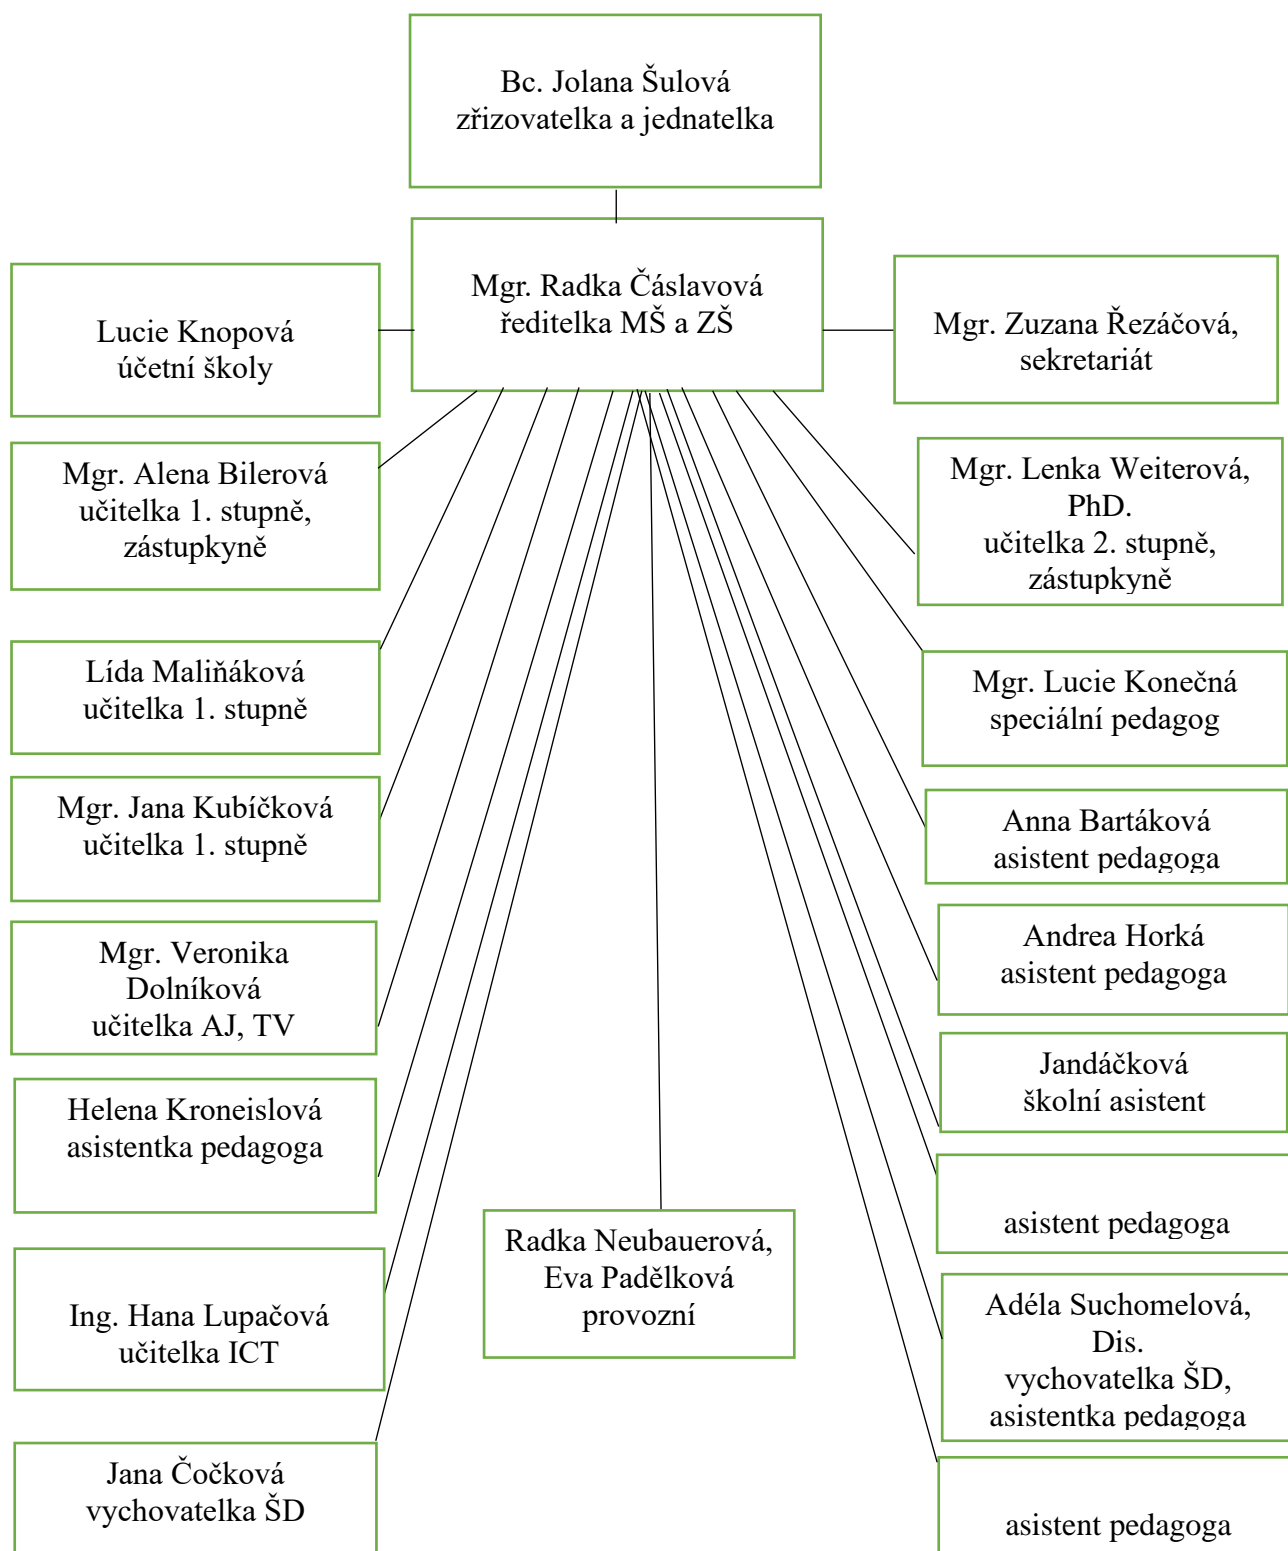 Bc. Jolana Šulová
zřizovatelka a jednatelka
Mgr. Radka Čáslavová
ředitelka MŠ a ZŠ
Lucie Knopová
účetní školy
Mgr. Zuzana Řezáčová,
sekretariát
Mgr. Alena Bilerová
učitelka 1. stupně,
zástupkyně
Mgr. Lenka Weiterová,
PhD.
učitelka 2. stupně,
zástupkyně
Lída Maliňáková
učitelka 1. stupně
Mgr. Lucie Konečná
speciální pedagog
Mgr. Jana Kubíčková
učitelka 1. stupně
Anna Bartáková
asistent pedagoga
Mgr. Veronika
Dolníková
učitelka AJ, TV
Andrea Horká
asistent pedagoga
Jandáčková
školní asistent
Helena Kroneislová
asistentka pedagoga
asistent pedagoga
Radka Neubauerová,
Eva Padělková
provozní
Ing. Hana Lupačová
učitelka ICT
Adéla Suchomelová,
Dis.
vychovatelka ŠD,
asistentka pedagoga
Jana Čočková
vychovatelka ŠD
asistent pedagoga